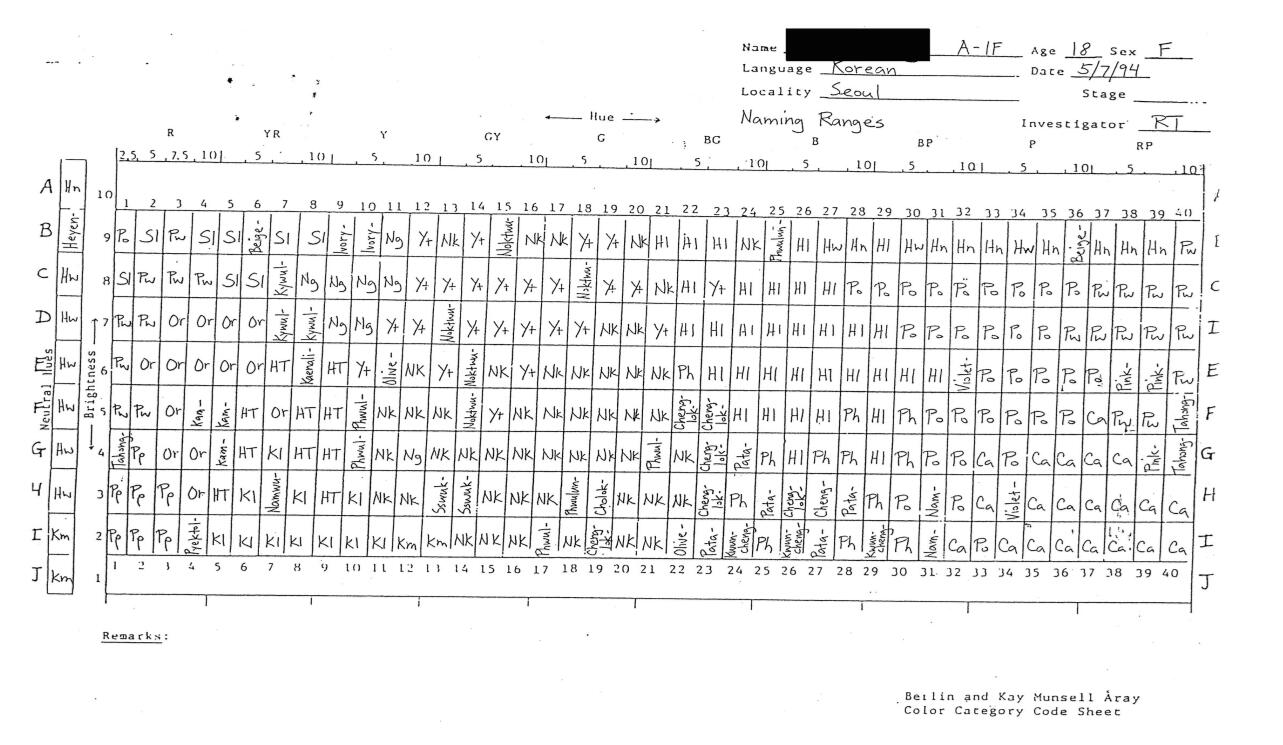 Name A-1F Age 18 Sex F
Language Korean Date 5/7/94
Locality Seoul Stage
Naming Ranges Investigator RT
Hue
R YR Y GY G BG B BP P RP
2.5 5 7.5 10 5 10 5 10 5 10 5 10 5 10 5 10 5 10 5 10 5 10
A Hn 10 1 2 3 4 5 6 7 8 9 10 11 12 13 14 15 16 17 18 19 20 21 22 23 24 25 26 27 28 29 30 31 32 33 34 35 36 37 38 39 40
B Heyen- 9 Po Sl Pw Sl Sl Beige- Sl Sl Ivory- Ivory- Ng Y+ Nk Y+ Noktwu- Nk Nk Y+ Y+ Nk Hl Hl Hl Nk Hl Hw Hn Hl Hw Hn Hn Hn Hw Hn Beige- Hn Hn Hn Pw
C Hw 8 Sl Pw Pw Pw Sl Sl Kywul- Ng Ng Ng Ng Y+ Y+ Y+ Y+ Y+ Y+ Noktwu- Y+ Y+ Nk Hl Y+ Hl Hl Hl Hl Po Po Po Po Po Po Po Po Po Pw Pw Pw Pw C
D Hw 7 Pw Pw Or Or Or Or Kywul- Kywul- Ng Ng Y+ Y+ Noktwu- Y+ Y+ Y+ Y+ Y+ Nk Nk Y+ Hl Hl Hl Hl Hl Hl Hl Hl Po Po Po Po Po Po Pw Pw Po Pw Pw I
E Hw 6 Pw Or Or Or Or Or HT Kaenali- HT Y+ Olive- NK Y+ Noktwu- NK Y+ NK NK NK NK NK Ph Hl Hl Hl Hl Hl Hl Hl Hl Hl Violet- Po Po Po Po Po Pink- Pink- Pw E
F Hw 5 Pw Pw Or Kam- Kam- HT Or HT HT Phwul- NK NK NK Noktwu- Y+ NK NK NK NK NK NK Cheng-lok- Cheng-lok- Hl Hl Hl Hl Ph Hl Ph Po Po Po Po Po Po Ca Pw Pw Tahong- F
G Hw 4 Tahong- Pp Or Or Kam- HT Kl HT HT Phwul- NK Ng NK NK NK NK NK NK NK NK Phwul- NK Cheng-lok- Pata- Ph Hl Ph Ph Hl Ph Po Po Ca Po Ca Ca Ca Ca Pink- Tahong- G
H Hw 3 Pp Pp Pp Or HT Kl Namwu- Kl HT Kl NK NK Sswuk- Sswuk- NK NK NK Phwulun- NK NK NK Cheng-lok- Ph Pata- Cheng-lok- Cheng- Pata- Ph Po Nam- Po Ca Violet- Ca Ca Ca Ca Ca Ca H
I Km 2 Pp Pp Pp Pyektol- Kl Kl Kl Kl Kl Kl Kl Km Km NK NK NK Phwul- NK Cheng-lok- NK NK Olive- Pata- Kwun-cheng- Ph Kwun-cheng- Pata- Ph Kwun-cheng- Ph Nam- Ca Po Ca Ca Ca Ca Ca Ca Ca I
J Km 1 1 2 3 4 5 6 7 8 9 10 11 12 13 14 15 16 17 18 19 20 21 22 23 24 25 26 27 28 29 30 31 32 33 34 35 36 37 38 39 40 J
Neutral Hues
Brightness
Remarks:
Berlin and Kay Munsell Array
Color Category Code Sheet